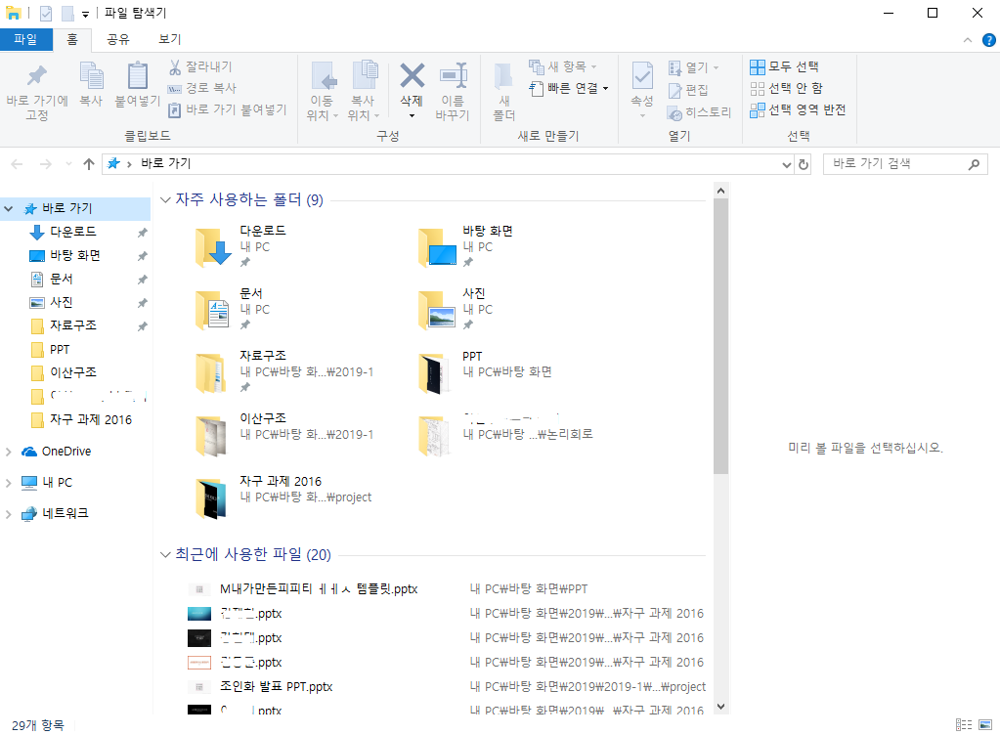 파일 탐색기
파일 홈 공유 보기
바로 가기에 고정
복사
붙여넣기
잘라내기
경로 복사
바로 가기 붙여넣기
클립보드
이동 위치
복사 위치
삭제
이름 바꾸기
구성
새 폴더
새 항목
빠른 연결
새로 만들기
속성
열기
편집
히스토리
열기
모두 선택
선택 안 함
선택 영역 반전
선택
바로 가기
바로 가기 검색
바로 가기
다운로드
바탕 화면
문서
사진
자료구조
PPT
이산구조
자구 과제 2016
OneDrive
내 PC
네트워크
자주 사용하는 폴더 (9)
다운로드
내 PC
바탕 화면
내 PC
문서
내 PC
사진
내 PC
자료구조
내 PC₩바탕 화...₩2019-1
PPT
내 PC₩바탕 화면
이산구조
내 PC₩바탕 화...₩2019-1
내 PC₩바탕 ...₩논리회로
자구 과제 2016
내 PC₩바탕 화...₩project
최근에 사용한 파일 (20)
M내가만든피피티 ㅔㅔㅅ 템플릿.pptx 내 PC₩바탕 화면₩PPT
.pptx 내 PC₩바탕 화면₩2019₩...₩자구 과제 2016
.pptx 내 PC₩바탕 화면₩2019₩...₩자구 과제 2016
.pptx 내 PC₩바탕 화면₩2019₩...₩자구 과제 2016
조인화 발표 PPT.pptx 내 PC₩바탕 화면₩2019₩2019-1₩...₩project
.pptx 내 PC₩바탕 화면₩2019₩...₩자구 과제 2016
미리 볼 파일을 선택하십시오.
29개 항목